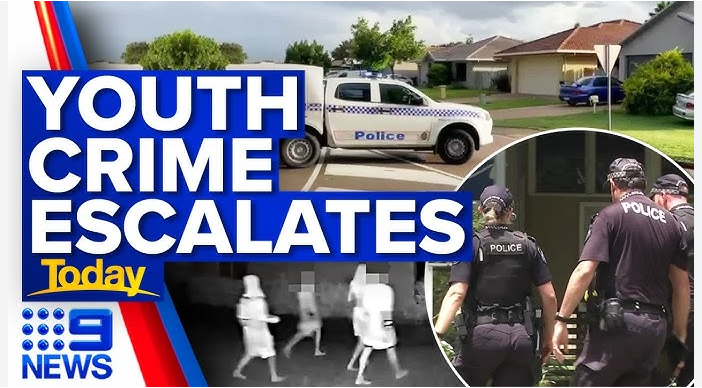 YOUTH
CRIME
ESCALATES
Today
9
NEWS
Police
POLICE
POLICE